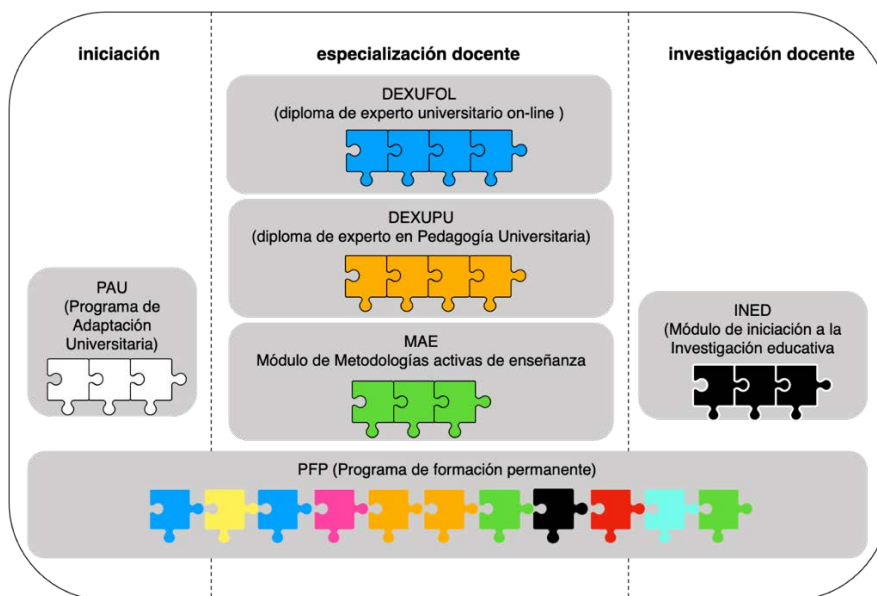 iniciación
especialización docente
investigación docente
DEXUFOL
(diploma de experto universitario on-line )
DEXUPU
(diploma de experto en Pedagogía Universitaria)
PAU
(Programa de
Adaptación
Universitaria)
MAE
Módulo de Metodologías activas de enseñanza
INED
(Módulo de iniciación a la
Investigación educativa
PFP (Programa de formación permanente)